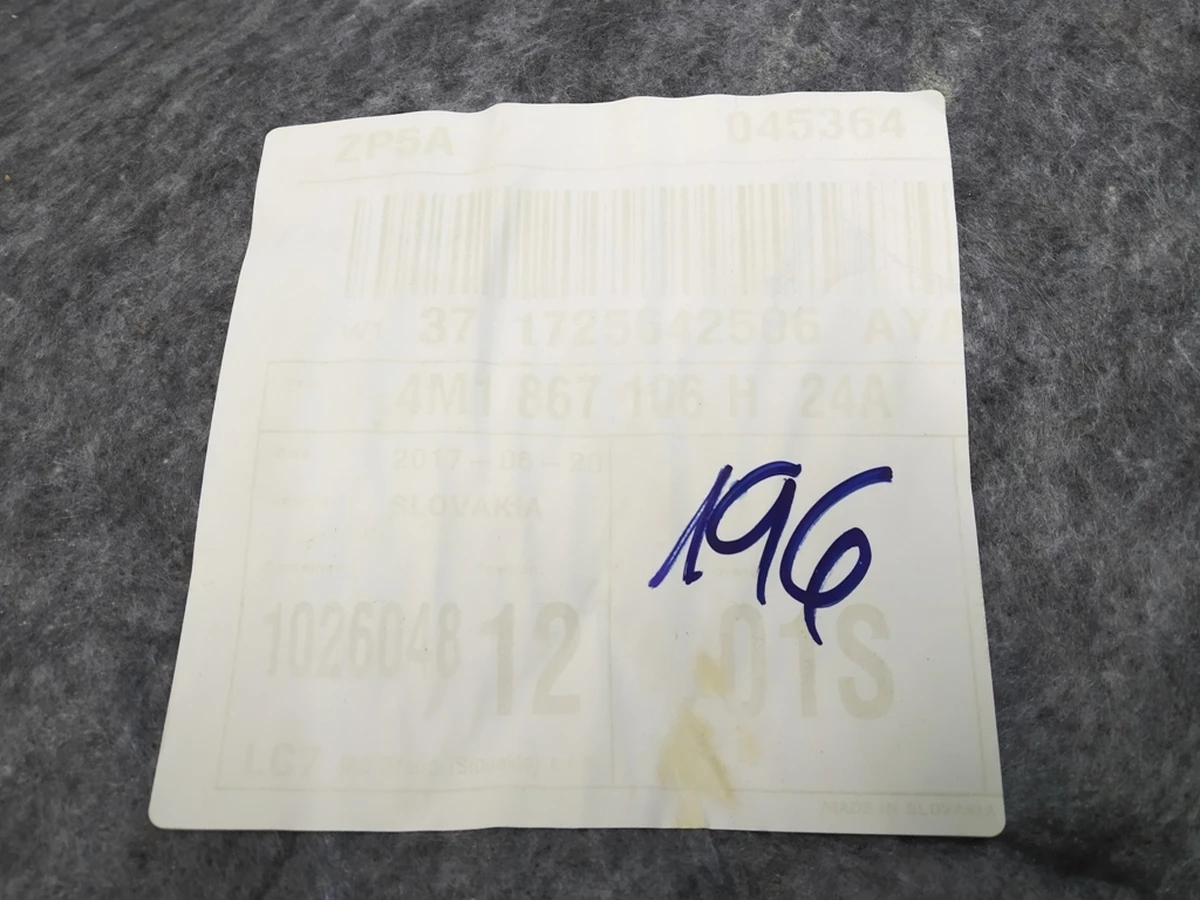 ZP5A 045364
37 1725642506 AYA
4M1 867 106 H 24A
2017-06-20
SLOVAKIA
196
1026048 12 01S
LC7
MADE IN SLOVAKIA